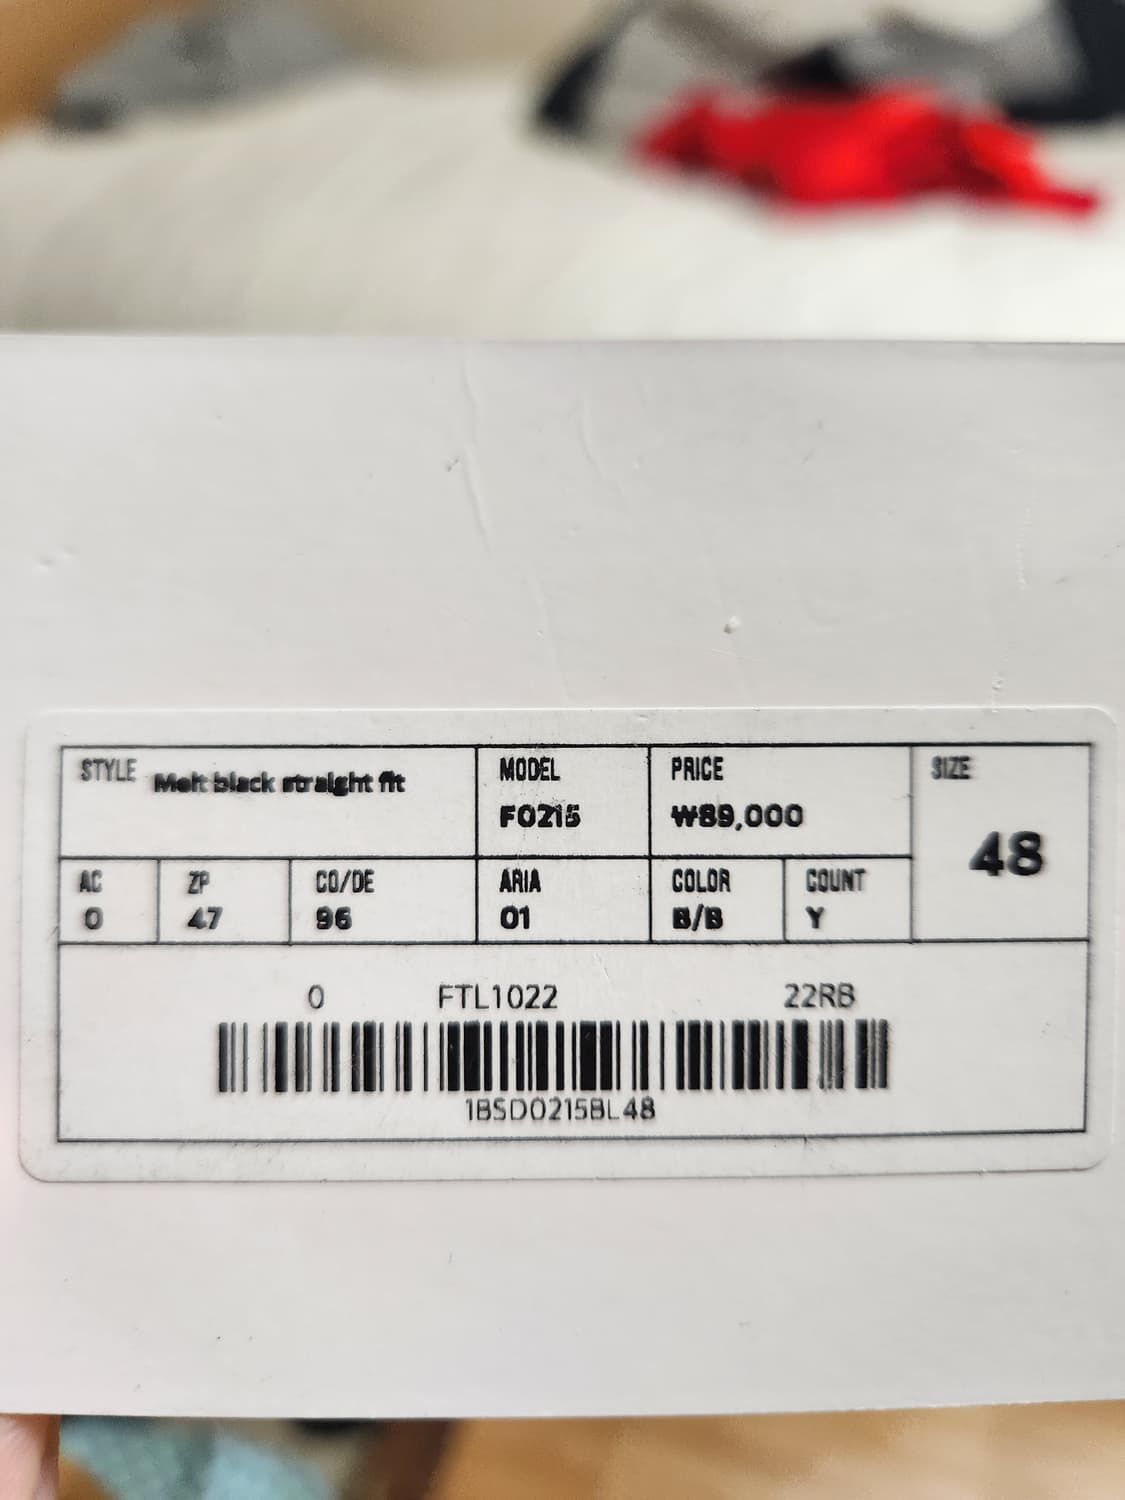 STYLE Melt black straight fit
MODEL
F0215
PRICE
₩89,000
SIZE
48
AC
0
ZP
47
CO/DE
96
ARIA
01
COLOR
B/B
COUNT
Y
0 FTL1022 22RB
1BSD0215BL48